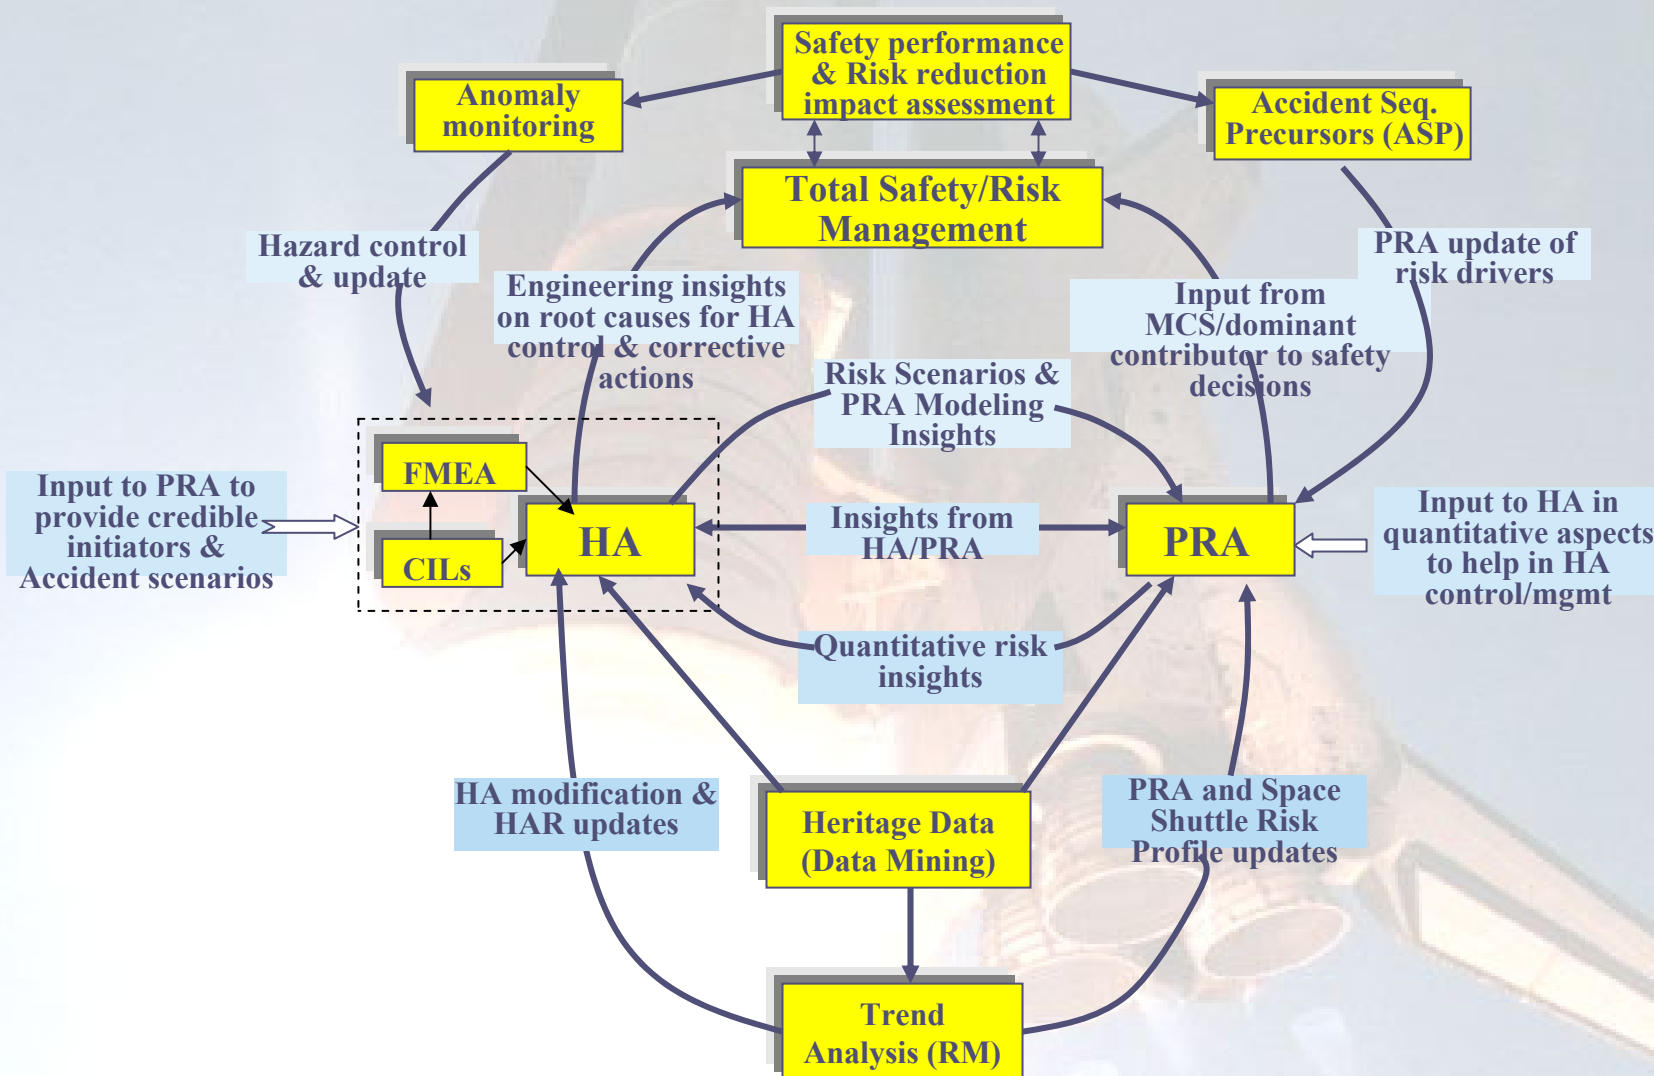 Safety performance
& Risk reduction
impact assessment
Anomaly
monitoring
Accident Seq.
Precursors (ASP)
Total Safety/Risk
Management
Hazard control
& update
PRA update of
risk drivers
Engineering insights
on root causes for HA
control & corrective
actions
Input from
MCS/dominant
contributor to safety
decisions
Risk Scenarios &
PRA Modeling
Insights
FMEA
Input to PRA to
provide credible
initiators &
Accident scenarios
CILs
HA
Insights from
HA/PRA
PRA
Input to HA in
quantitative aspects
to help in HA
control/mgmt
Quantitative risk
insights
HA modification &
HAR updates
Heritage Data
(Data Mining)
PRA and Space
Shuttle Risk
Profile updates
Trend
Analysis (RM)